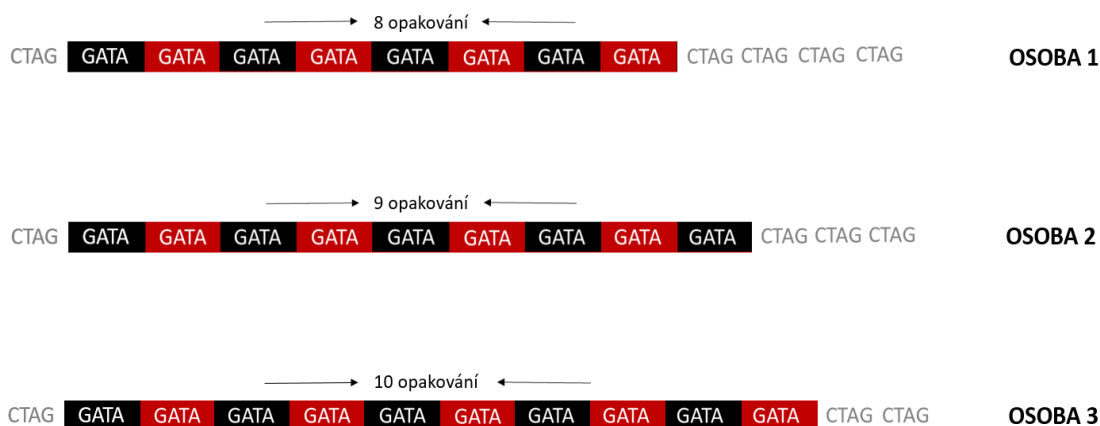 8 opakování
CTAG GATA GATA GATA GATA GATA GATA GATA GATA CTAG CTAG CTAG CTAG OSOBA 1
9 opakování
CTAG GATA GATA GATA GATA GATA GATA GATA GATA GATA CTAG CTAG CTAG OSOBA 2
10 opakování
CTAG GATA GATA GATA GATA GATA GATA GATA GATA GATA GATA CTAG CTAG OSOBA 3